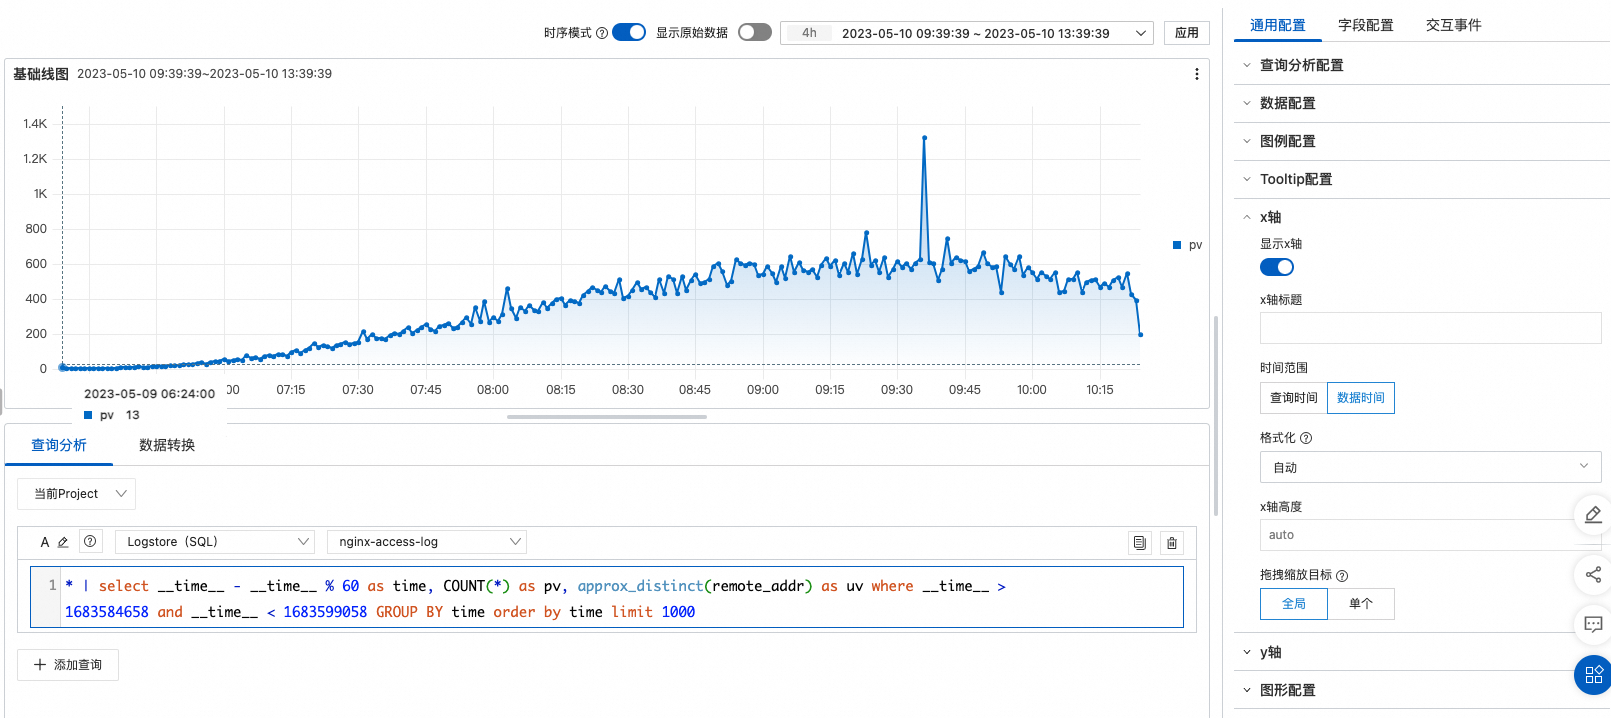 时序模式
显示原始数据
4h 2023-05-10 09:39:39 ~ 2023-05-10 13:39:39
应用
基础线图 2023-05-10 09:39:39~2023-05-10 13:39:39
1.4K
1.2K
1K
800
600
400
200
0
pv
:00 07:15 07:30 07:45 08:00 08:15 08:30 08:45 09:00 09:15 09:30 09:45 10:00 10:15
2023-05-09 06:24:00
pv 13
查询分析 数据转换
当前Project
A Logstore（SQL） nginx-access-log
1 * | select __time__ - __time__ % 60 as time, COUNT(*) as pv, approx_distinct(remote_addr) as uv where __time__ >
1683584658 and __time__ < 1683599058 GROUP BY time order by time limit 1000
添加查询
通用配置 字段配置 交互事件
查询分析配置
数据配置
图例配置
Tooltip配置
x轴
显示x轴
x轴标题
时间范围
查询时间 数据时间
格式化
自动
x轴高度
auto
拖拽缩放目标
全局 单个
y轴
图形配置